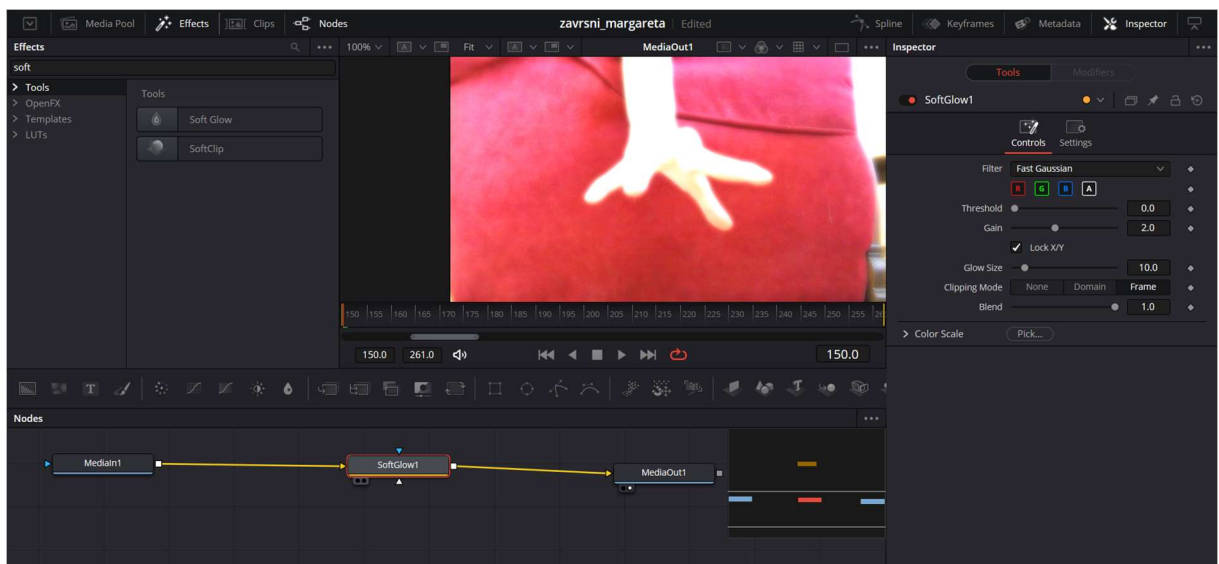 Media Pool Effects Clips Nodes zavrsni_margareta Edited Spline Keyframes Metadata Inspector
Effects 100% Fit MediaOut1 Inspector
soft
Tools Modifiers
Tools
OpenFX
Templates
LUTs
Tools
Soft Glow
SoftClip
SoftGlow1
Controls Settings
Filter Fast Gaussian
R G B A
Threshold 0.0
Gain 2.0
Lock X/Y
Glow Size 10.0
Clipping Mode None Domain Frame
Blend 1.0
Color Scale Pick...
150 155 160 165 170 175 180 185 190 195 200 205 210 215 220 225 230 235 240 245 250 255
150.0 261.0 150.0
T
Nodes
MediaIn1 SoftGlow1 MediaOut1